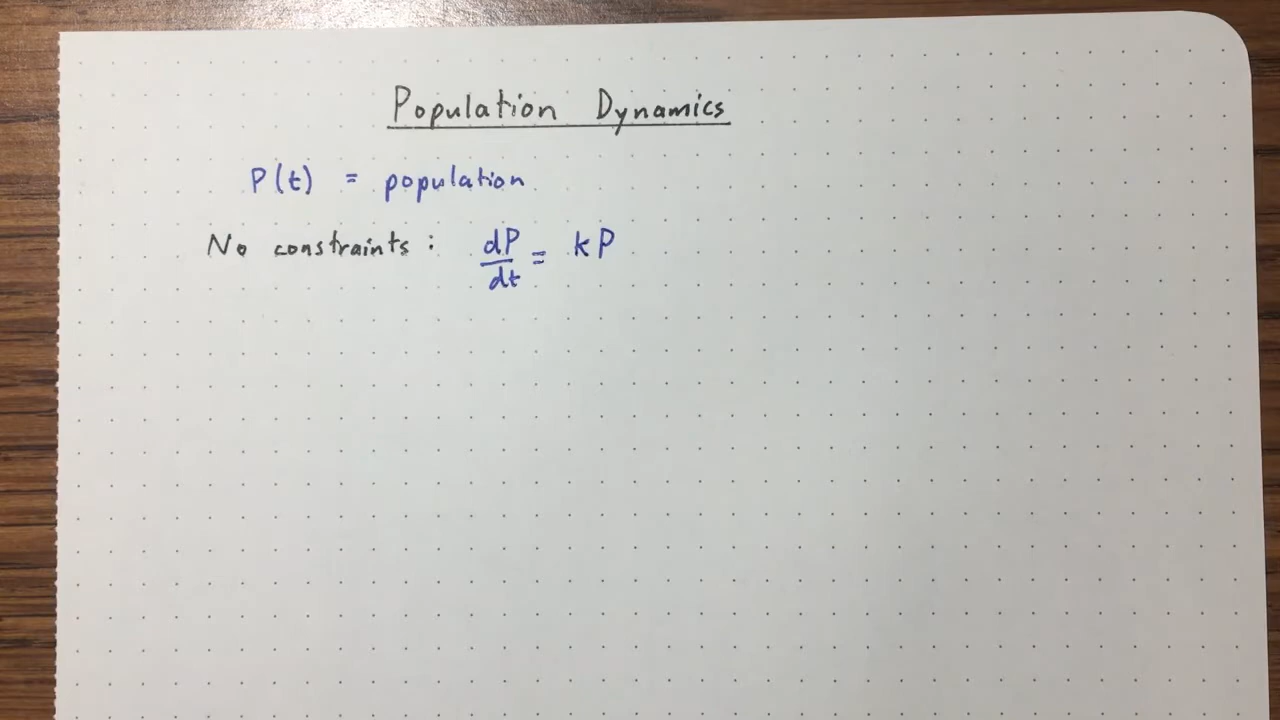 Population Dynamics
P(t) = population
No constraints: dP/dt = kP